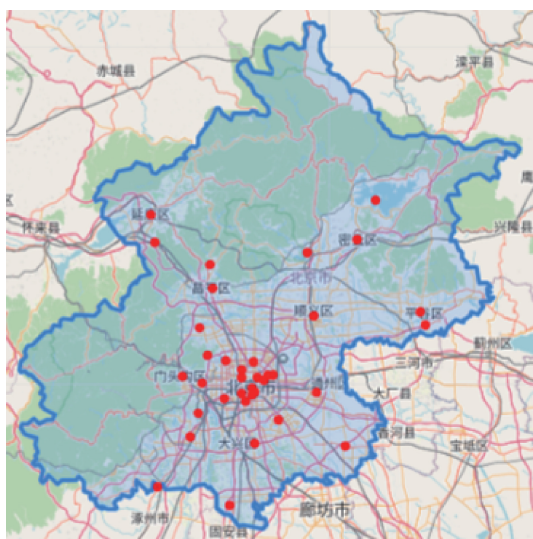 滦平县
赤城县
区
延庆区
怀来县
密云区
兴隆县
北京市
昌平区
顺义区
平谷区
蓟州区
三河市
门头沟区
北京市
通州区
大厂县
香河县
大兴区
宝坻区
涿州市
廊坊市
固安县